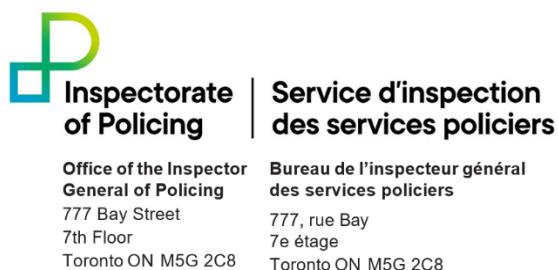 Inspectorate
of Policing
Service d'inspection
des services policiers
Office of the Inspector
General of Policing
777 Bay Street
7th Floor
Toronto ON M5G 2C8
Bureau de l'inspecteur général
des services policiers
777, rue Bay
7e étage
Toronto ON M5G 2C8